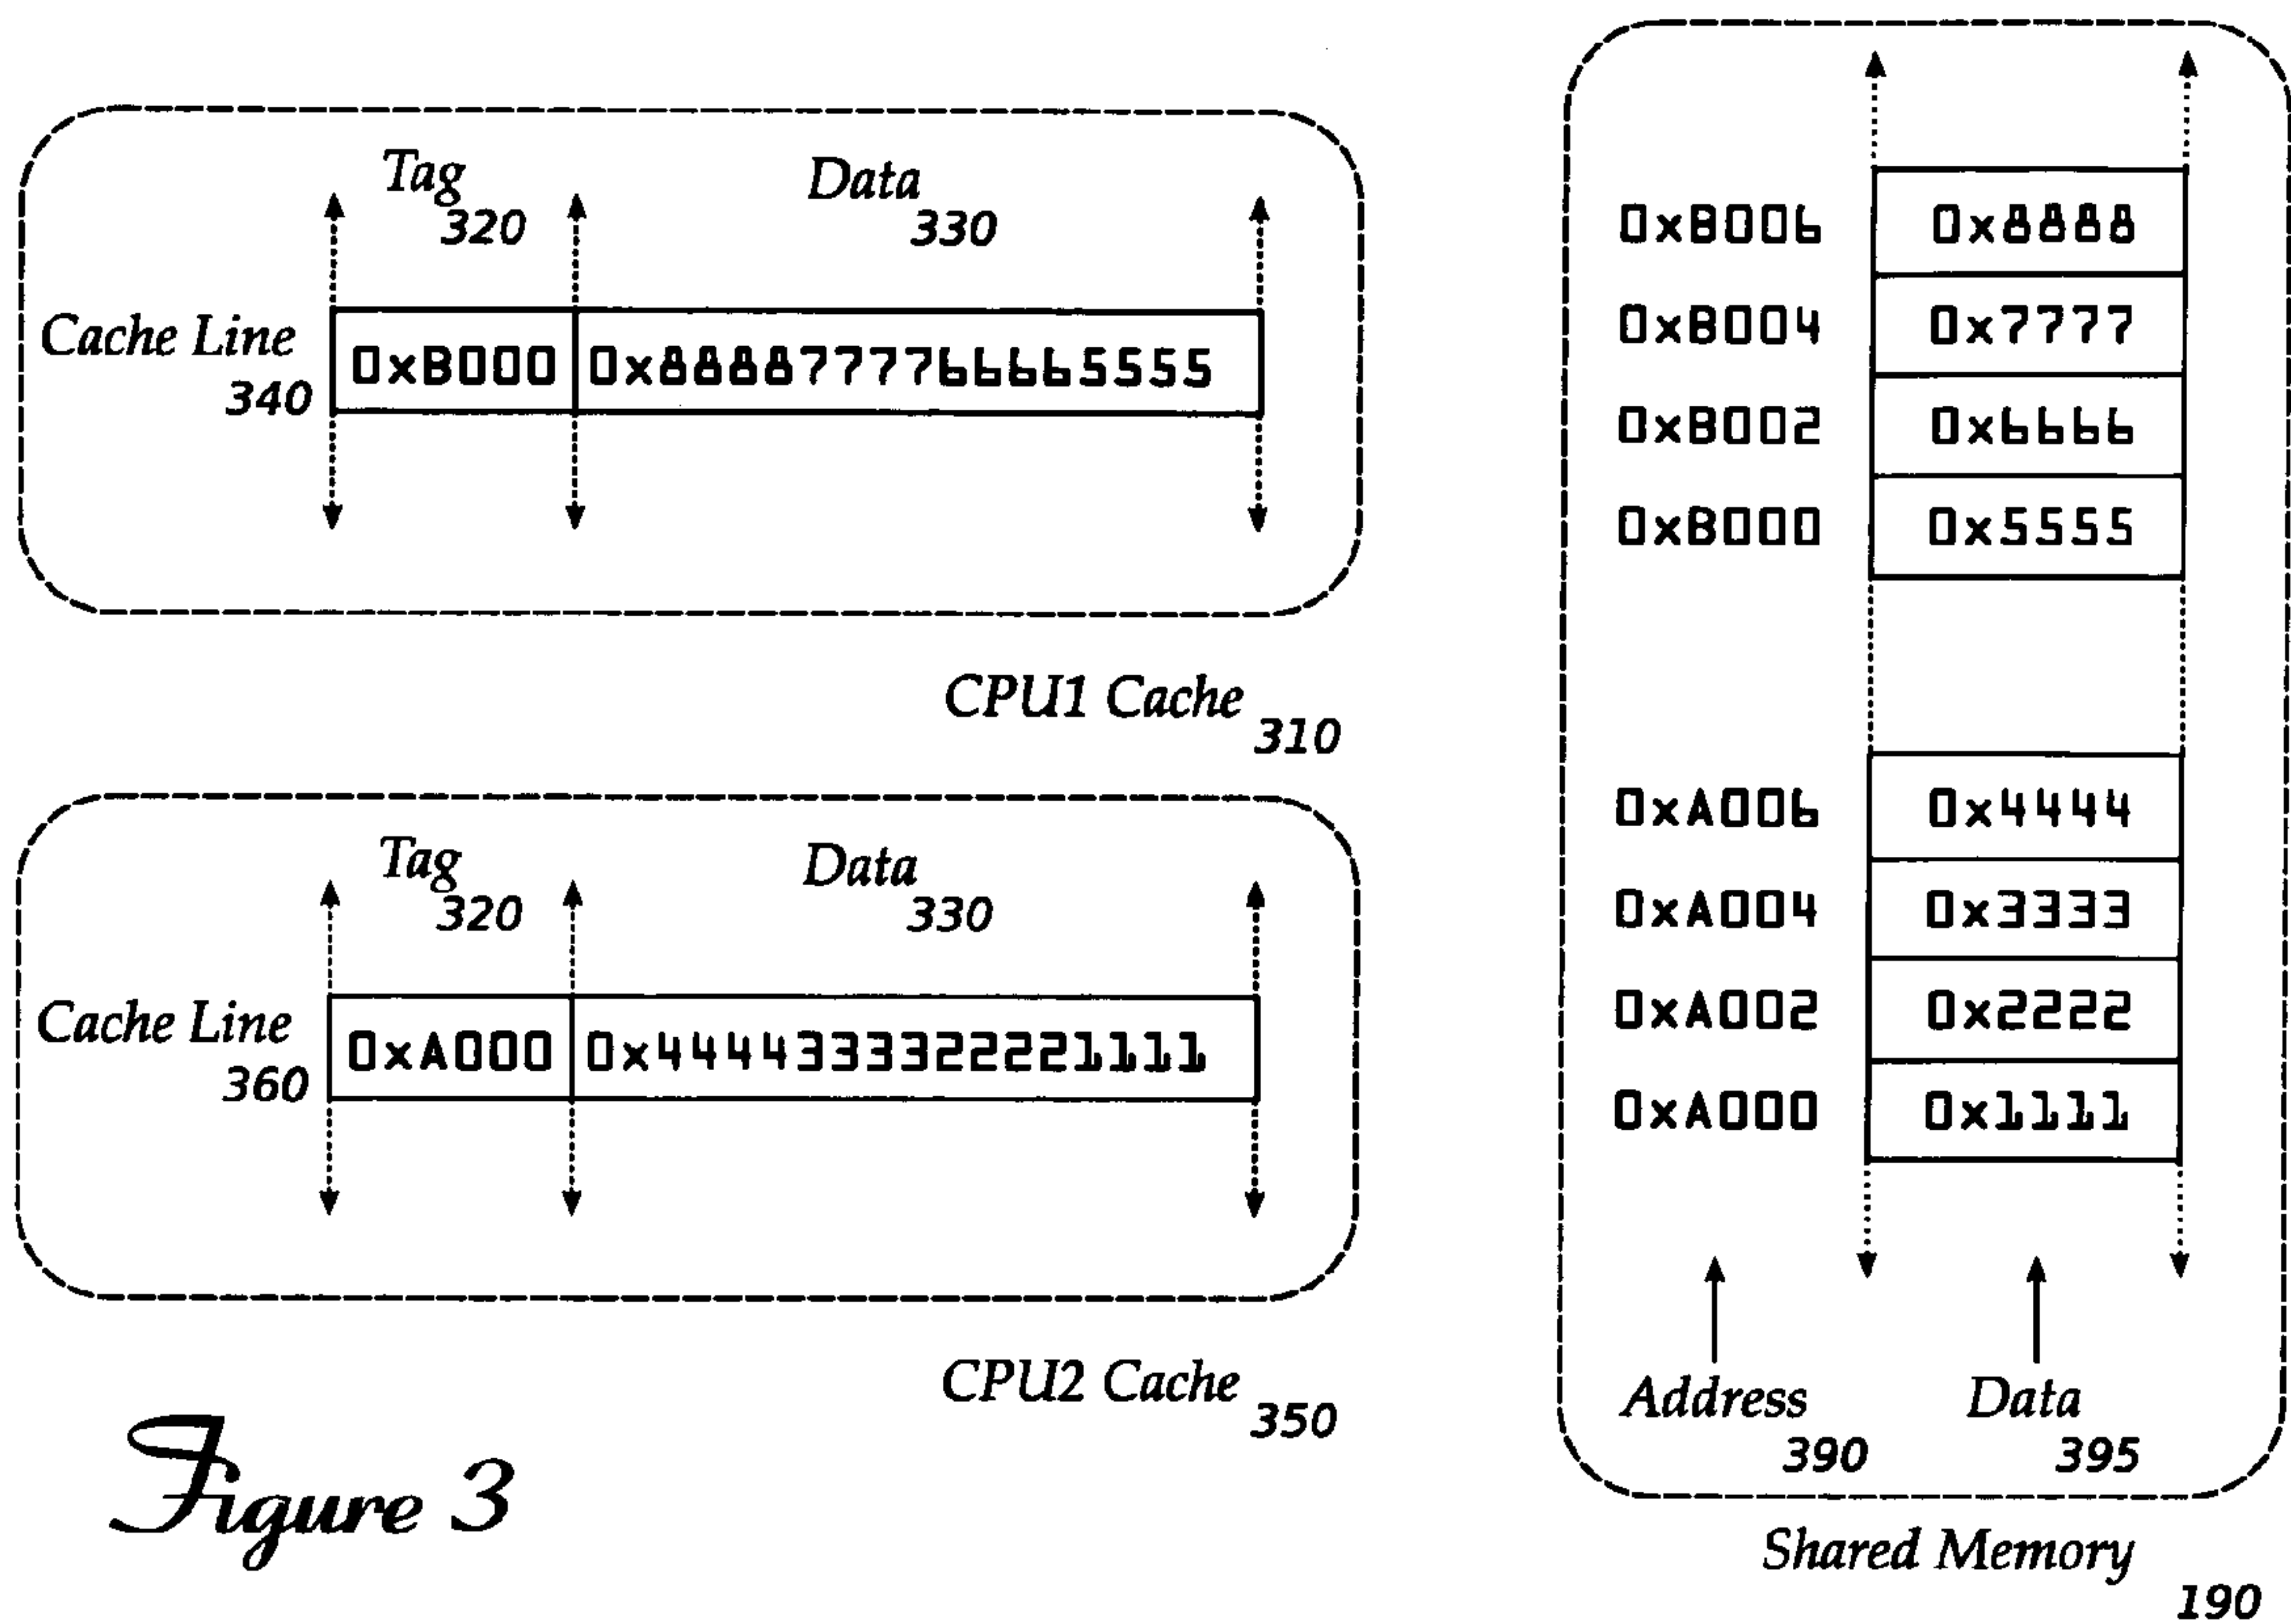 Tag
320
Data
330
Cache Line
340
0xB000
0x8888777766665555
CPU1 Cache
310
Tag
320
Data
330
Cache Line
360
0xA000
0x4444333322221111
CPU2 Cache
350
Figure 3
0xB006 0x8888
0xB004 0x7777
0xB002 0x6666
0xB000 0x5555
0xA006 0x4444
0xA004 0x3333
0xA002 0x2222
0xA000 0x1111
Address
390
Data
395
Shared Memory
190